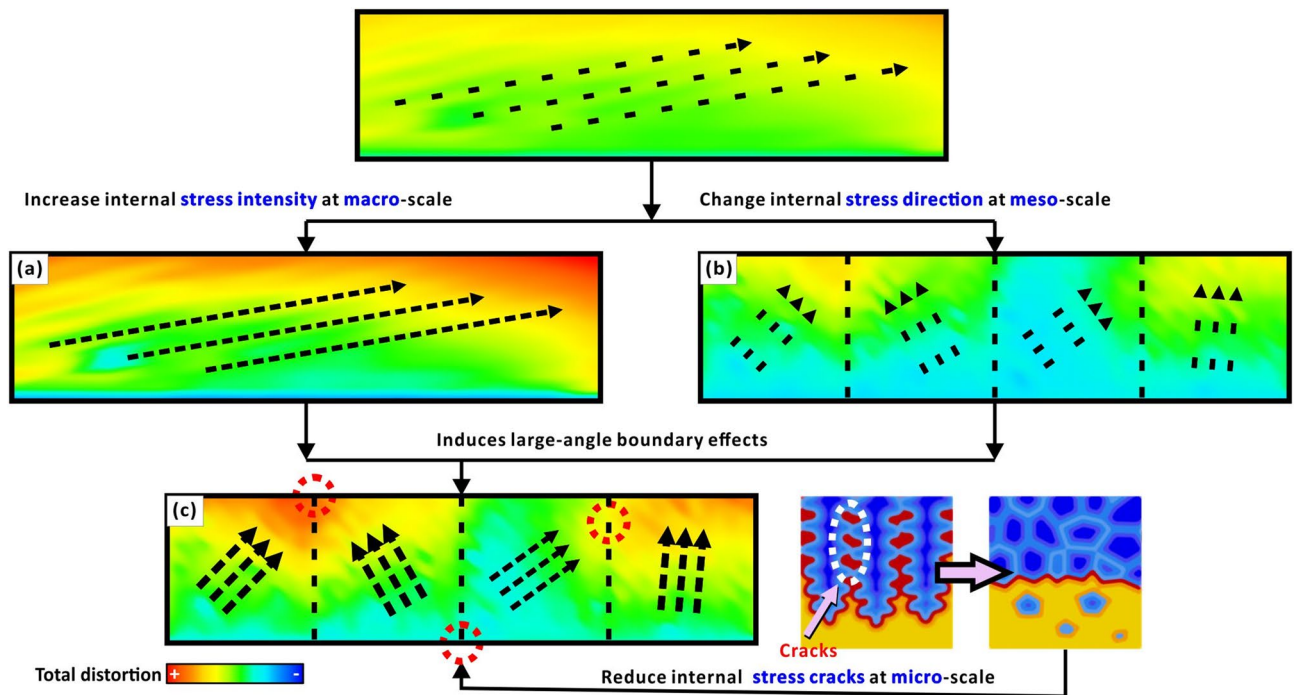 Increase internal stress intensity at macro-scale
Change internal stress direction at meso-scale
(a)
(b)
Induces large-angle boundary effects
(c)
Cracks
Total distortion + -
Reduce internal stress cracks at micro-scale